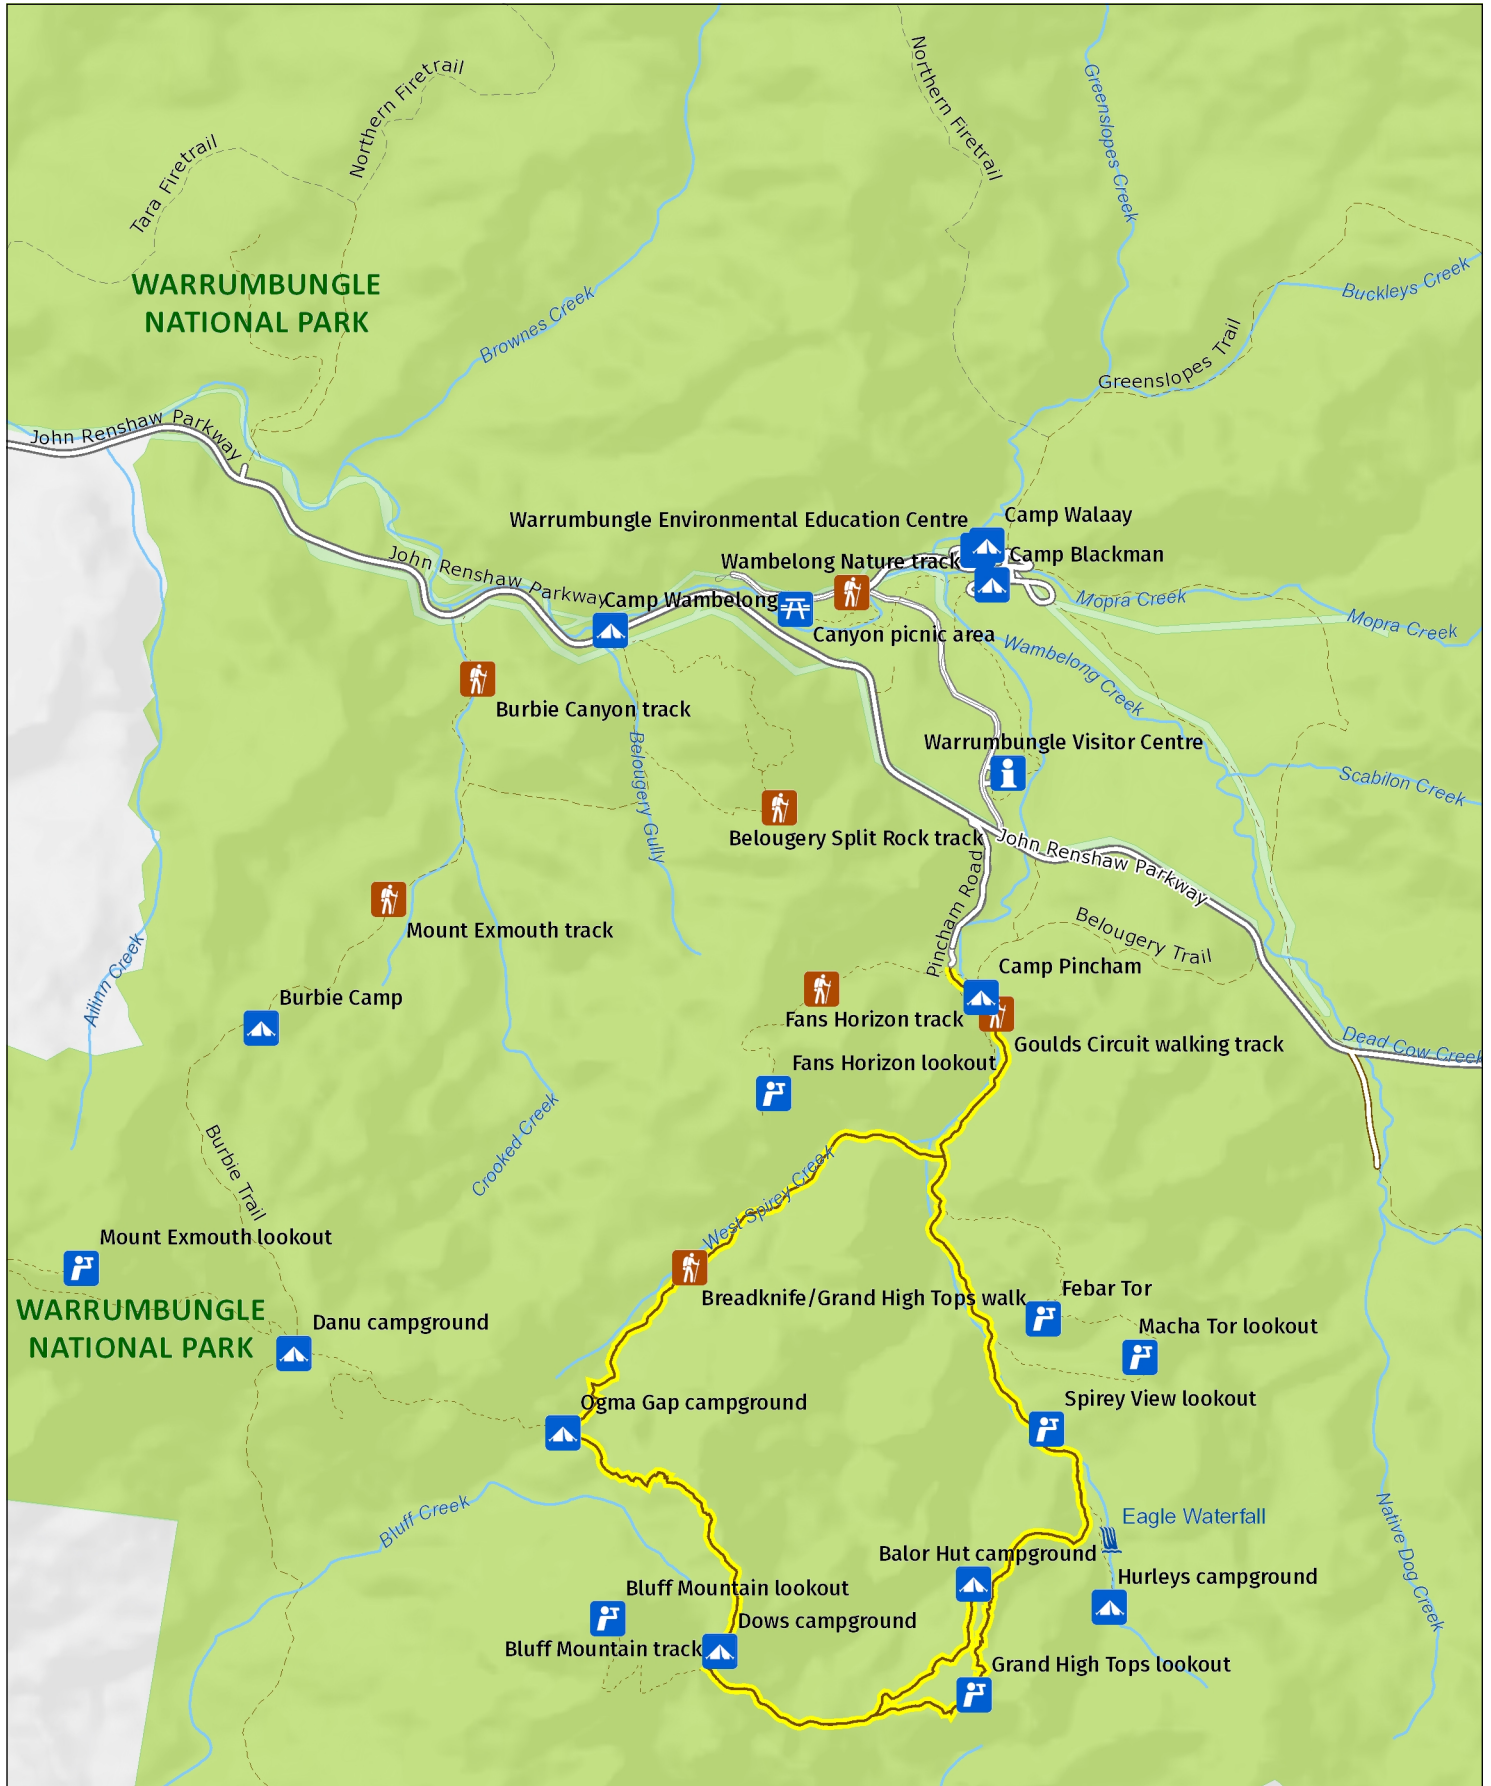 Northern Firetrail
Northern Firetrail
Greenslopes Creek
Tara Firetrail
WARRUMBUNGLE
NATIONAL PARK
Brownes Creek
Buckleys Creek
Greenslopes Trail
John Renshaw Parkway
Warrumbungle Environmental Education Centre
Camp Walaay
John Renshaw Parkway
Wambelong Nature track
Camp Blackman
Camp Wambelong
Mopra Creek
Mopra Creek
Canyon picnic area
Wambelong Creek
Burbie Canyon track
Belougery Gully
Warrumbungle Visitor Centre
Scabilon Creek
Belougery Split Rock track
John Renshaw Parkway
Pincham Road
Mount Exmouth track
Belougery Trail
Ailinn Creek
Camp Pincham
Burbie Camp
Fans Horizon track
Goulds Circuit walking track
Dead Cow Creek
Fans Horizon lookout
Crooked Creek
Burbie Trail
West Spirey Creek
Mount Exmouth lookout
WARRUMBUNGLE
NATIONAL PARK
Breadknife/Grand High Tops walk
Febar Tor
Danu campground
Macha Tor lookout
Ogma Gap campground
Spirey View lookout
Bluff Creek
Eagle Waterfall
Native Dog Creek
Balor Hut campground
Hurleys campground
Bluff Mountain lookout
Dows campground
Bluff Mountain track
Grand High Tops lookout